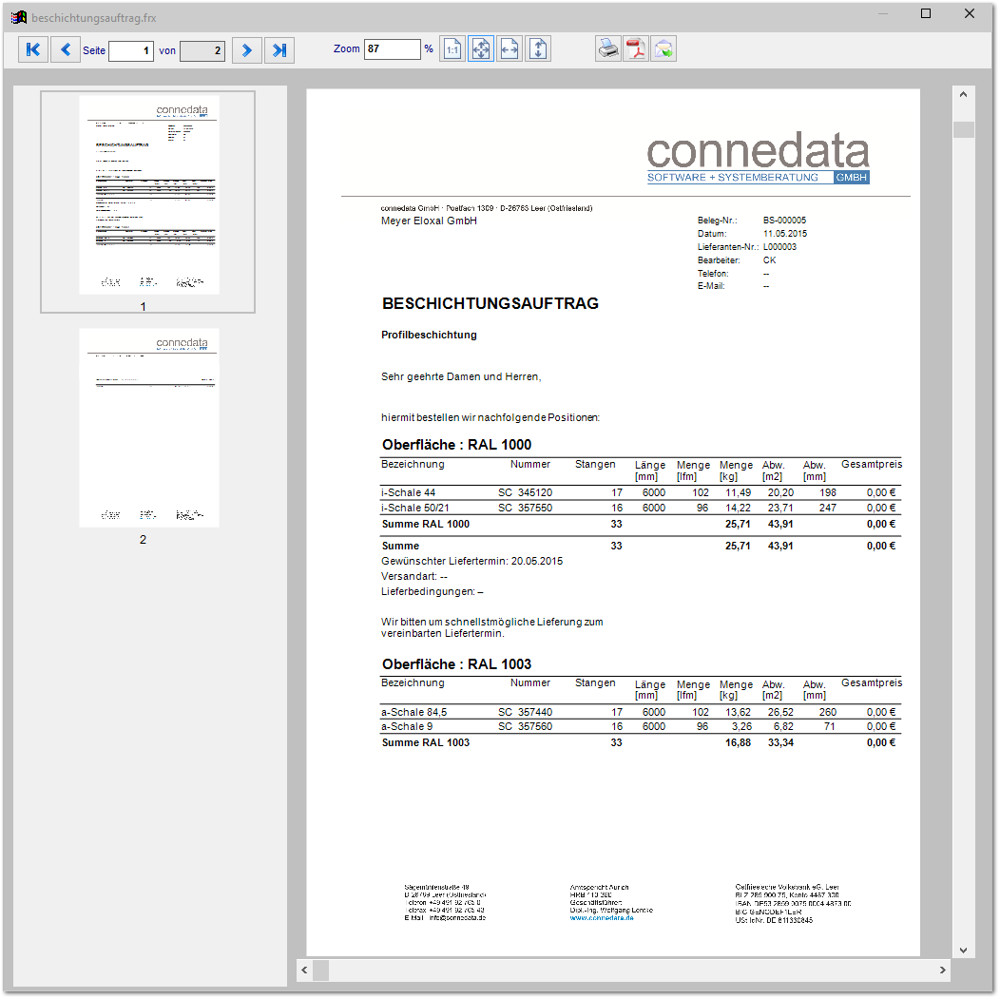 beschichtungsauftrag.frx
Seite 1 von 2 Zoom 87 % 1:1
connedata
SOFTWARE + SYSTEMBERATUNG GMBH
connedata GmbH · Postfach 1309 · D-26763 Leer (Ostfriesland)
Meyer Eloxal GmbH
Beleg-Nr.: BS-000005
Datum: 11.05.2015
Lieferanten-Nr.: L000003
Bearbeiter: CK
Telefon: --
E-Mail: --
BESCHICHTUNGSAUFTRAG
Profilbeschichtung
Sehr geehrte Damen und Herren,
hiermit bestellen wir nachfolgende Positionen:
Oberfläche : RAL 1000
Bezeichnung Nummer Stangen Länge Menge Menge Abw. Abw. Gesamtpreis
[mm] [lfm] [kg] [m2] [mm]
i-Schale 44 SC 345120 17 6000 102 11,49 20,20 198 0,00 €
i-Schale 50/21 SC 357550 16 6000 96 14,22 23,71 247 0,00 €
Summe RAL 1000 33 25,71 43,91 0,00 €
Summe 33 25,71 43,91 0,00 €
Gewünschter Liefertermin: 20.05.2015
Versandart: --
Lieferbedingungen: –
Wir bitten um schnellstmögliche Lieferung zum
vereinbarten Liefertermin.
Oberfläche : RAL 1003
Bezeichnung Nummer Stangen Länge Menge Menge Abw. Abw. Gesamtpreis
[mm] [lfm] [kg] [m2] [mm]
a-Schale 84,5 SC 357440 17 6000 102 13,62 26,52 260 0,00 €
a-Schale 9 SC 357560 16 6000 96 3,26 6,82 71 0,00 €
Summe RAL 1003 33 16,88 33,34 0,00 €
Sägemühlenstraße 49
D-26789 Leer (Ostfriesland)
Telefon +49 491 92 765-0
Telefax +49 491 92 765-43
E-Mail info@connedata.de
Amtsgericht Aurich
HRB 110 360
Geschäftsführer:
Dipl.-Ing. Wolfgang Lentke
www.connedata.de
Ostfriesische Volksbank eG, Leer
BLZ 285 900 75, Konto 4487 300
BIC GENODEF1LER
USt-IdNr. DE 811330845
connedata
1
connedata
2